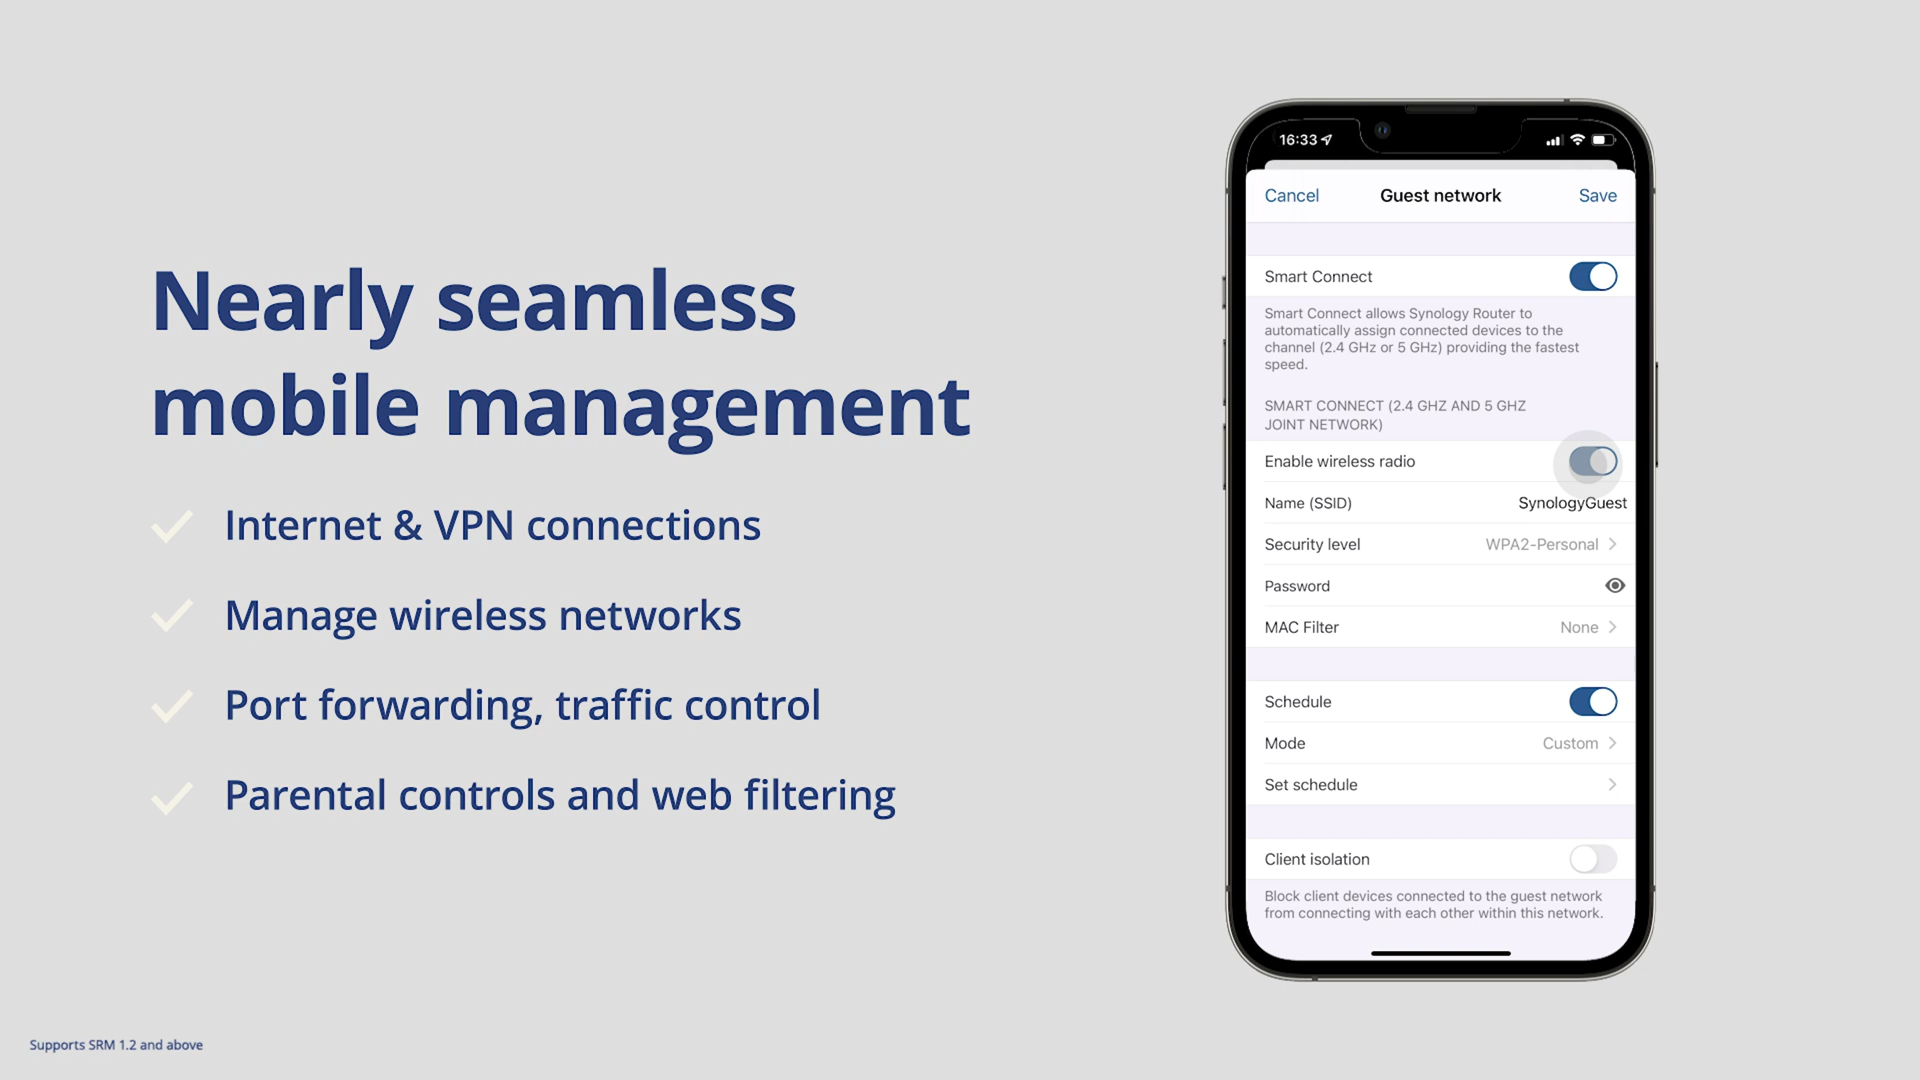 Nearly seamless
mobile management
Internet & VPN connections
Manage wireless networks
Port forwarding, traffic control
Parental controls and web filtering
Supports SRM 1.2 and above
16:33
Cancel Guest network Save
Smart Connect
Smart Connect allows Synology Router to
automatically assign connected devices to the
channel (2.4 GHz or 5 GHz) providing the fastest
speed.
SMART CONNECT (2.4 GHZ AND 5 GHZ
JOINT NETWORK)
Enable wireless radio
Name (SSID) SynologyGuest
Security level WPA2-Personal
Password
MAC Filter None
Schedule
Mode Custom
Set schedule
Client isolation
Block client devices connected to the guest network
from connecting with each other within this network.